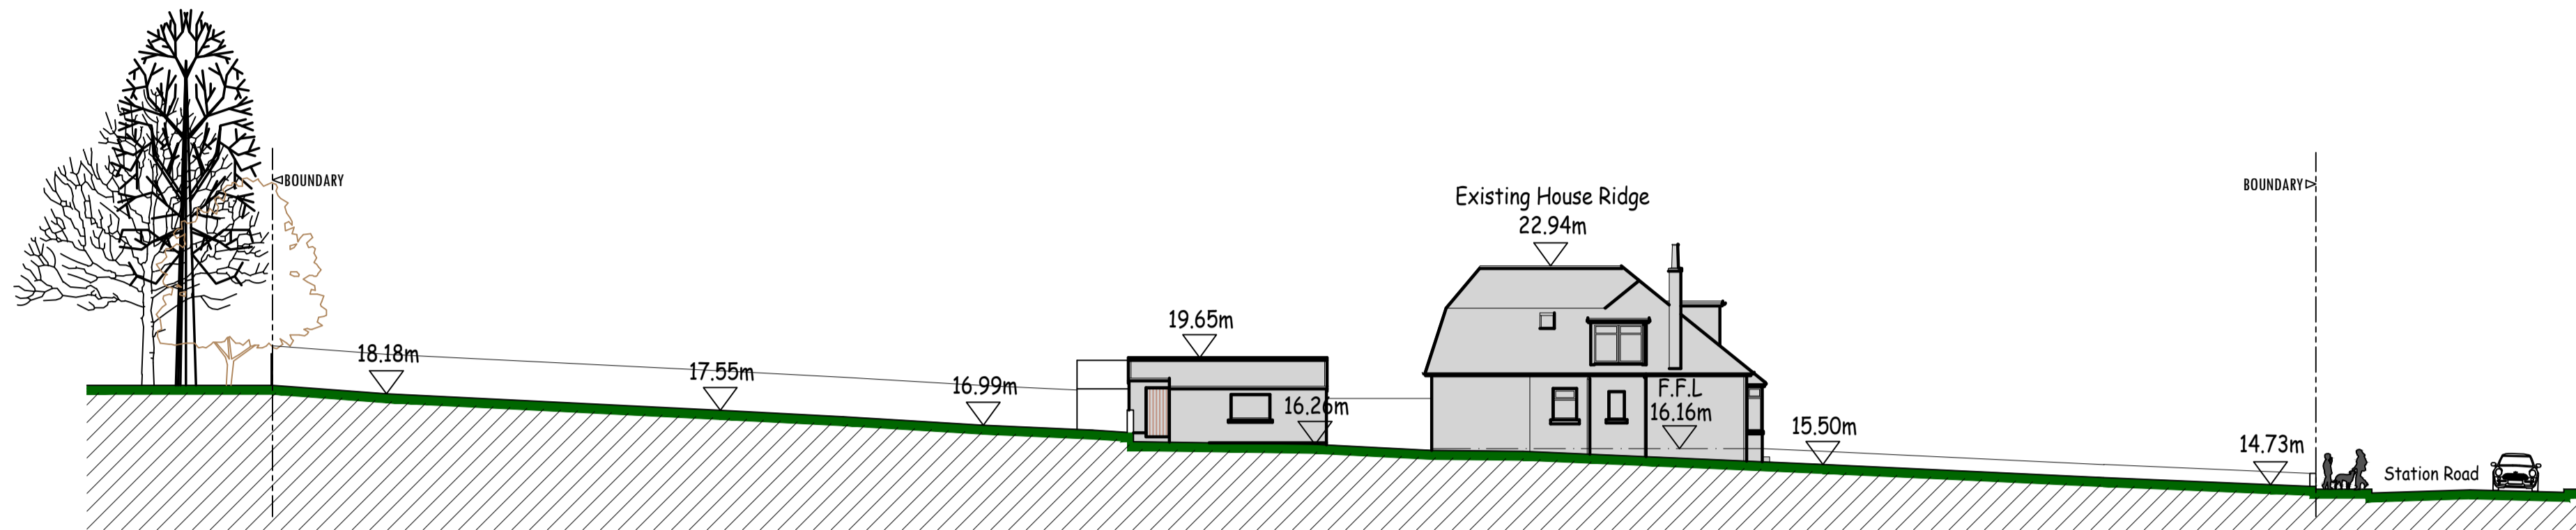 BOUNDARY
BOUNDARY
Existing House Ridge
22.94m
19.65m
18.18m
17.55m
16.99m
16.26m
F.F.L
16.16m
15.50m
14.73m
Station Road